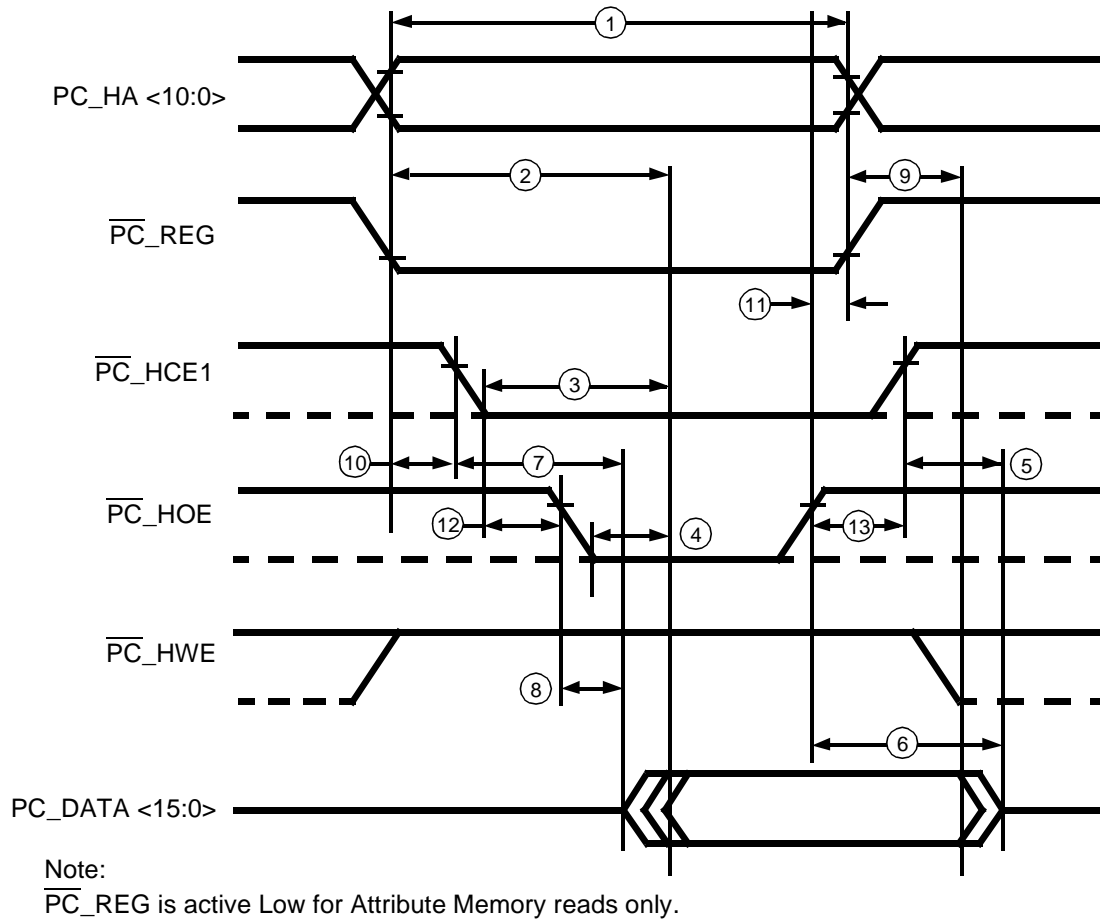 1
PC_HA <10:0>
2
9
PC_REG
11
PC_HCE1
3
10
7
5
PC_HOE
12
4
13
PC_HWE
8
6
PC_DATA <15:0>
Note:
PC_REG is active Low for Attribute Memory reads only.